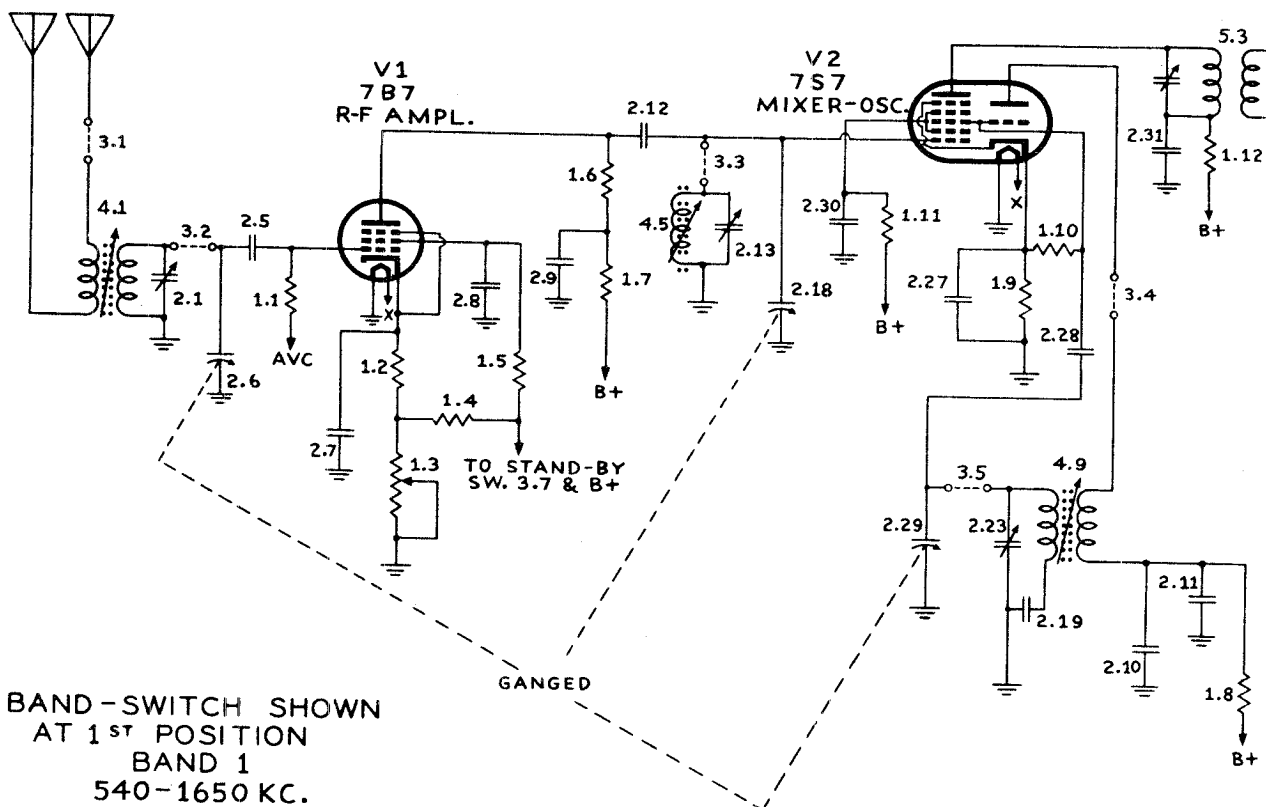 V1
7B7
R-F AMPL.
V2
7S7
MIXER-OSC.
5.3
3.1
2.12
3.3
2.31
1.12
B+
4.1
3.2
2.5
1.6
4.5
2.13
2.30
1.11
X
1.10
2.1
1.1
2.8
2.9
1.7
2.18
2.27
1.9
3.4
AVC
X
1.2
1.5
B+
B+
2.28
2.6
1.4
2.7
1.3
TO STAND-BY
SW. 3.7 & B+
3.5
4.9
2.29
2.23
2.11
2.19
2.10
1.8
GANGED
B+
BAND-SWITCH SHOWN
AT 1ST POSITION
BAND 1
540-1650 KC.